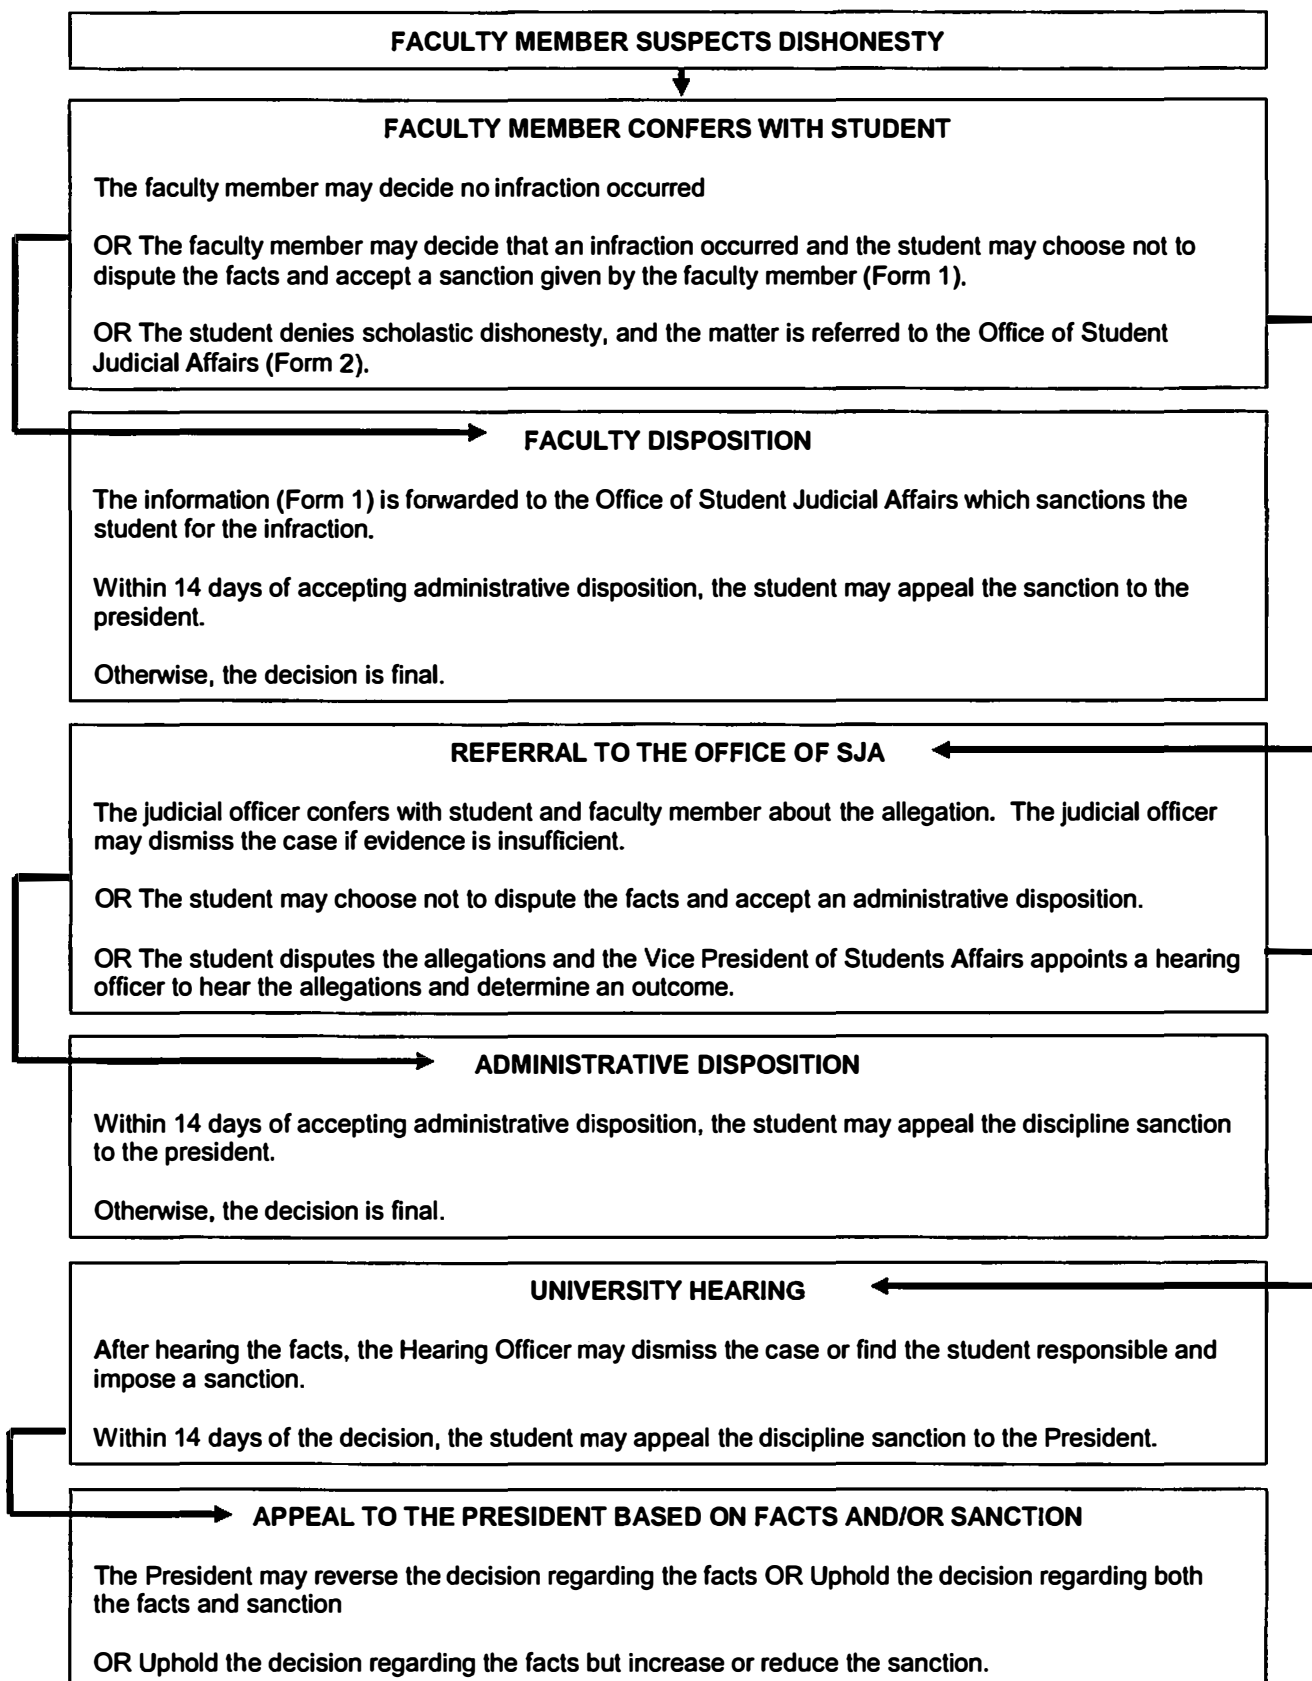 FACULTY MEMBER SUSPECTS DISHONESTY
FACULTY MEMBER CONFERS WITH STUDENT
The faculty member may decide no infraction occurred
OR The faculty member may decide that an infraction occurred and the student may choose not to
dispute the facts and accept a sanction given by the faculty member (Form 1).
OR The student denies scholastic dishonesty, and the matter is referred to the Office of Student
Judicial Affairs (Form 2).
FACULTY DISPOSITION
The information (Form 1) is forwarded to the Office of Student Judicial Affairs which sanctions the
student for the infraction.
Within 14 days of accepting administrative disposition, the student may appeal the sanction to the
president.
Otherwise, the decision is final.
REFERRAL TO THE OFFICE OF SJA
The judicial officer confers with student and faculty member about the allegation. The judicial officer
may dismiss the case if evidence is insufficient.
OR The student may choose not to dispute the facts and accept an administrative disposition.
OR The student disputes the allegations and the Vice President of Students Affairs appoints a hearing
officer to hear the allegations and determine an outcome.
ADMINISTRATIVE DISPOSITION
Within 14 days of accepting administrative disposition, the student may appeal the discipline sanction
to the president.
Otherwise, the decision is final.
UNIVERSITY HEARING
After hearing the facts, the Hearing Officer may dismiss the case or find the student responsible and
impose a sanction.
Within 14 days of the decision, the student may appeal the discipline sanction to the President.
APPEAL TO THE PRESIDENT BASED ON FACTS AND/OR SANCTION
The President may reverse the decision regarding the facts OR Uphold the decision regarding both
the facts and sanction
OR Uphold the decision regarding the facts but increase or reduce the sanction.